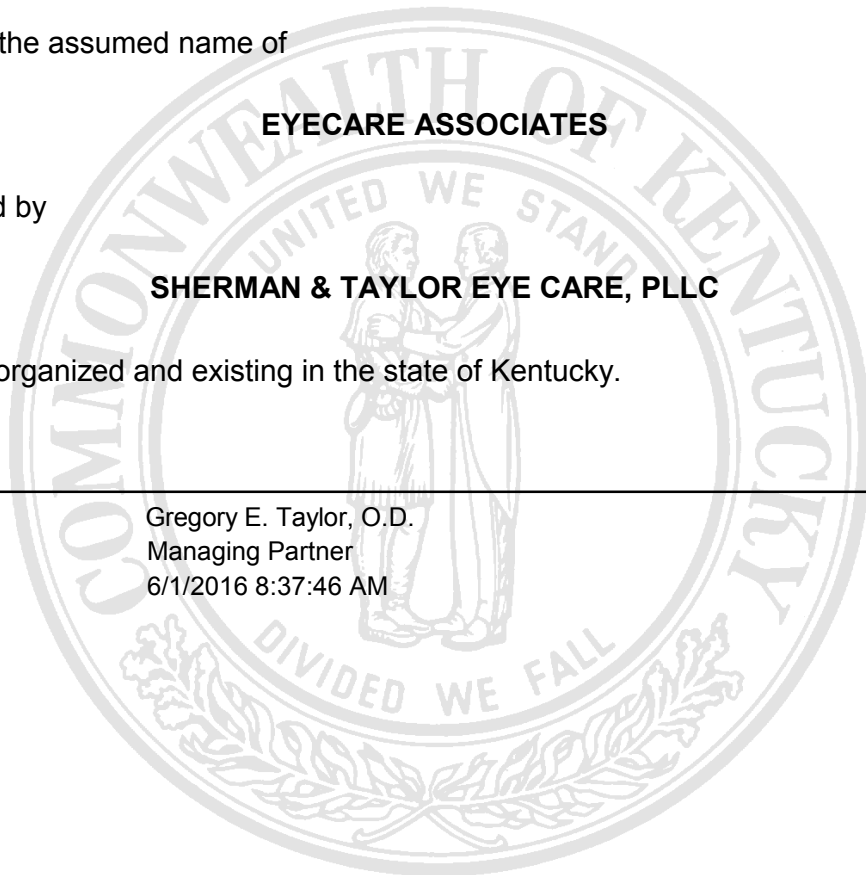 the assumed name of
EYECARE ASSOCIATES
d by
SHERMAN & TAYLOR EYE CARE, PLLC
organized and existing in the state of Kentucky.
Gregory E. Taylor, O.D.
Managing Partner
6/1/2016 8:37:46 AM
COMMONWEALTH OF KENTUCKY
UNITED WE STAND
DIVIDED WE FALL